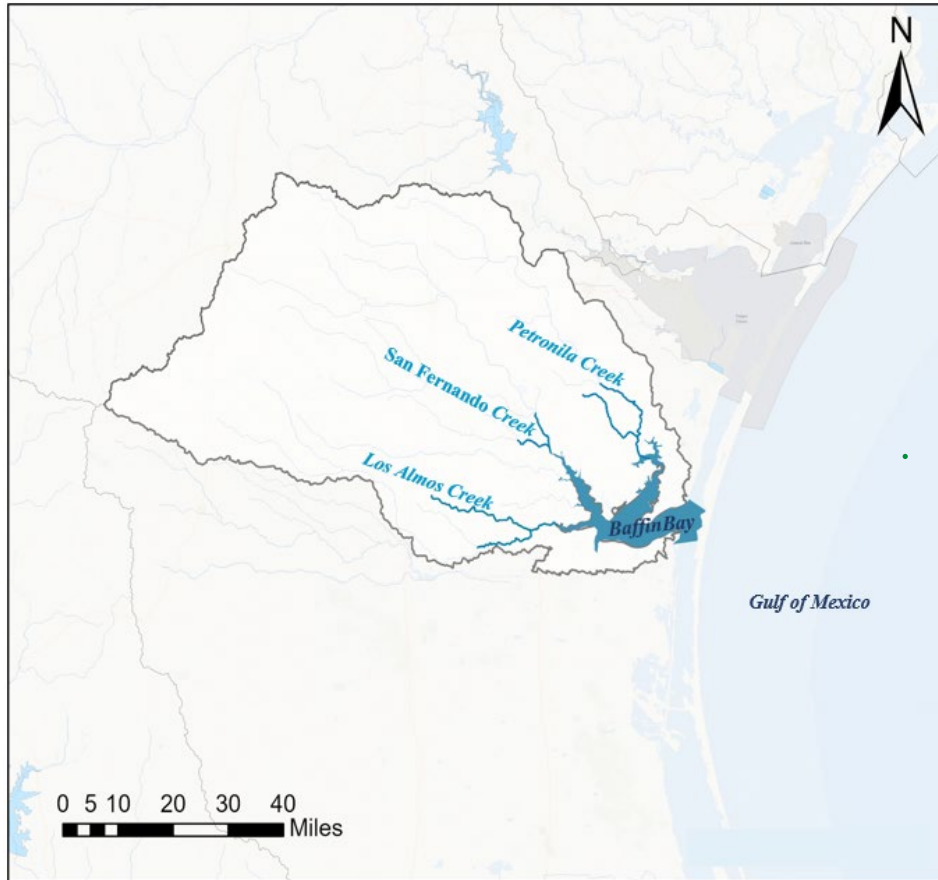 N
Petronila Creek
San Fernando Creek
Los Almos Creek
Baffin Bay
Gulf of Mexico
0 5 10 20 30 40
Miles